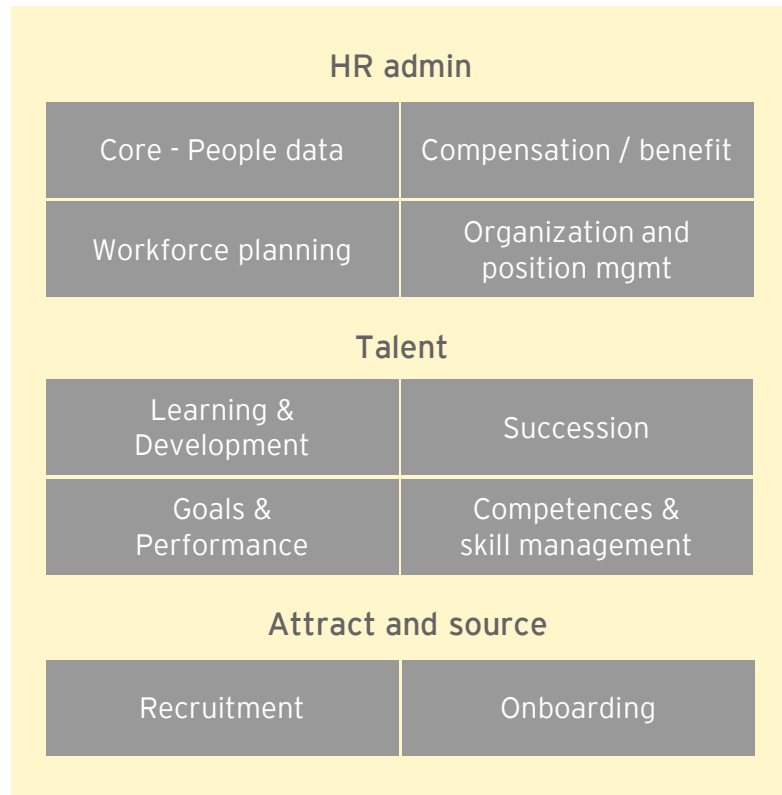 HR admin
Core - People data
Compensation / benefit
Workforce planning
Organization and
position mgmt
Talent
Learning &
Development
Succession
Goals &
Performance
Competences &
skill management
Attract and source
Recruitment
Onboarding